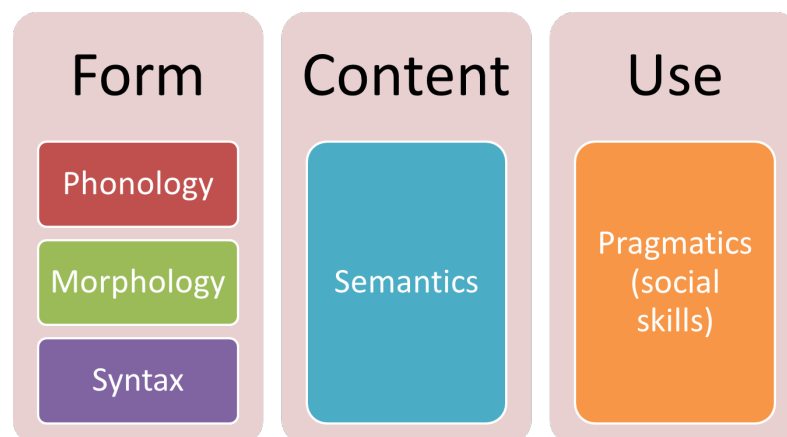 Form
Phonology
Morphology
Syntax
Content
Semantics
Use
Pragmatics
(social
skills)